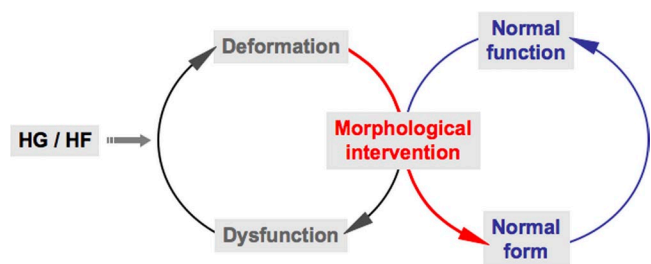 Normal
function
Deformation
HG / HF
Morphological
intervention
Dysfunction
Normal
form